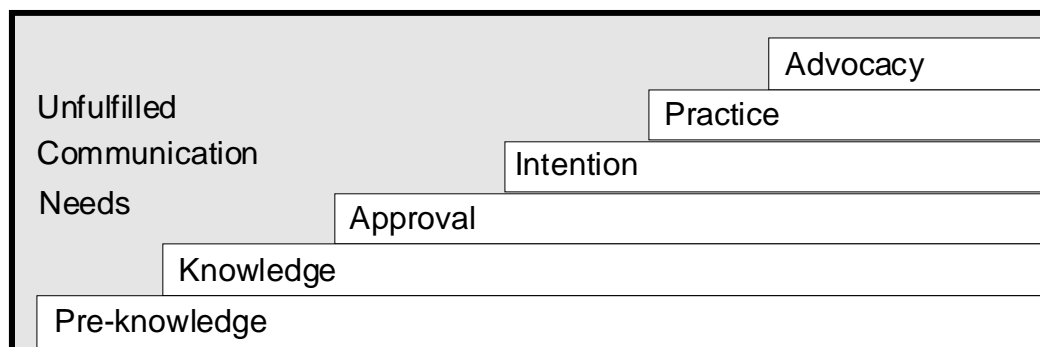 Advocacy
Unfulfilled
Practice
Communication
Intention
Needs
Approval
Knowledge
Pre-knowledge